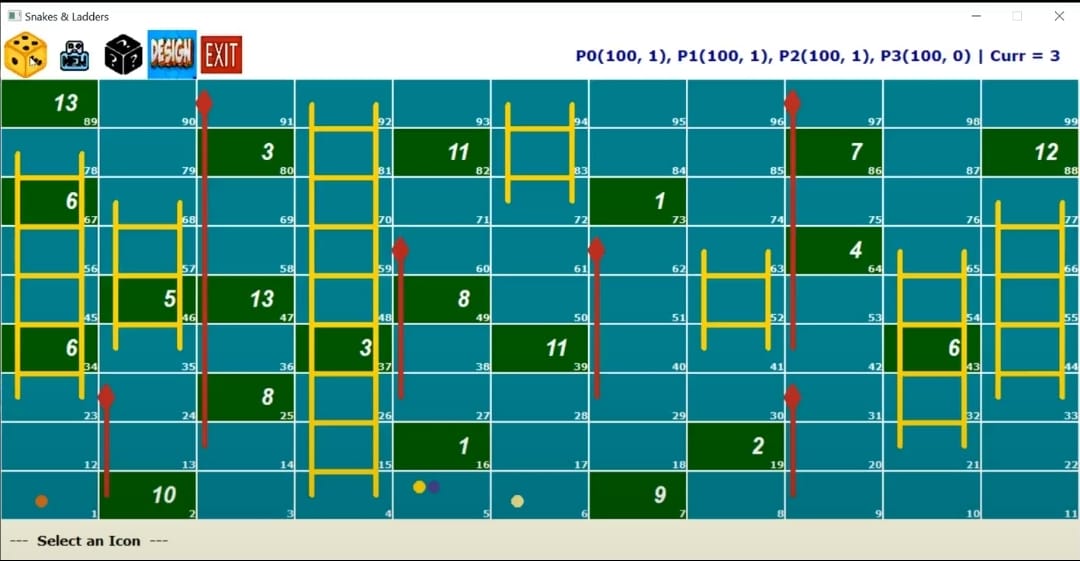 Snakes & Ladders
NEW ? ? ? DESIGN EXIT P0(100, 1), P1(100, 1), P2(100, 1), P3(100, 0) | Curr = 3
13
89 90 91 92 93 94 95 96 97 98 99
3 11 7 12
78 79 80 81 82 83 84 85 86 87 88
6 1
67 68 69 70 71 72 73 74 75 76 77
4
56 57 58 59 60 61 62 63 64 65 66
5 13 8
45 46 47 48 49 50 51 52 53 54 55
6 3 11 6
34 35 36 37 38 39 40 41 42 43 44
8
23 24 25 26 27 28 29 30 31 32 33
1 2
12 13 14 15 16 17 18 19 20 21 22
10 9
1 2 3 4 5 6 7 8 9 10 11
--- Select an Icon ---